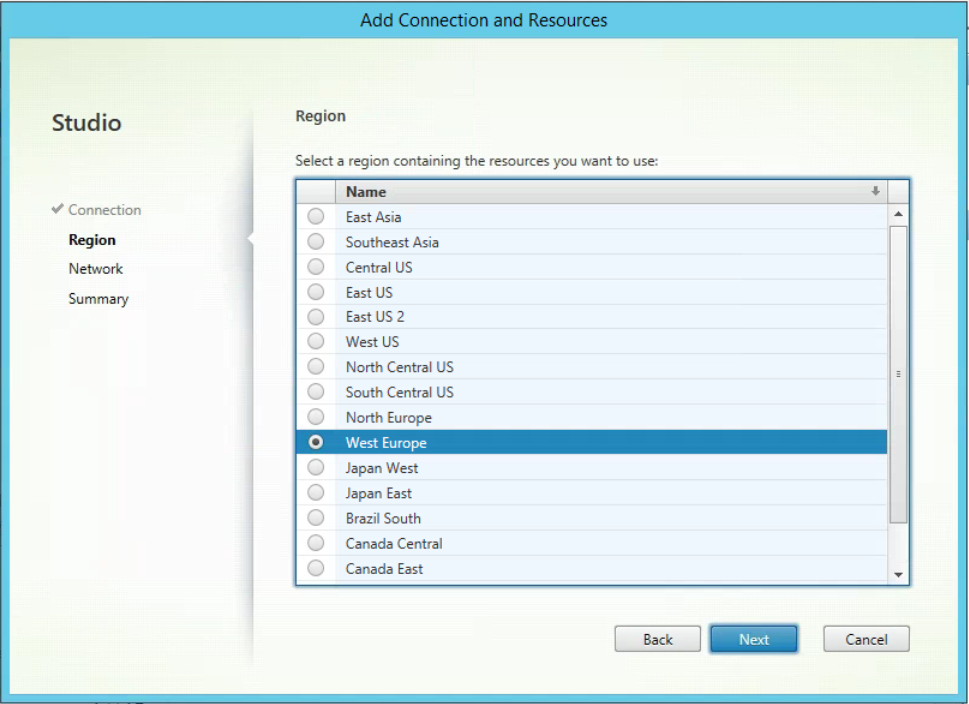 Add Connection and Resources
Studio
Connection
Region
Network
Summary
Region
Select a region containing the resources you want to use:
Name
East Asia
Southeast Asia
Central US
East US
East US 2
West US
North Central US
South Central US
North Europe
West Europe
Japan West
Japan East
Brazil South
Canada Central
Canada East
Back Next Cancel